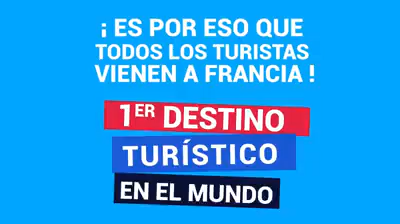 ¡ ES POR ESO QUE
TODOS LOS TURISTAS
VIENEN A FRANCIA !
1ER DESTINO
TURÍSTICO
EN EL MUNDO